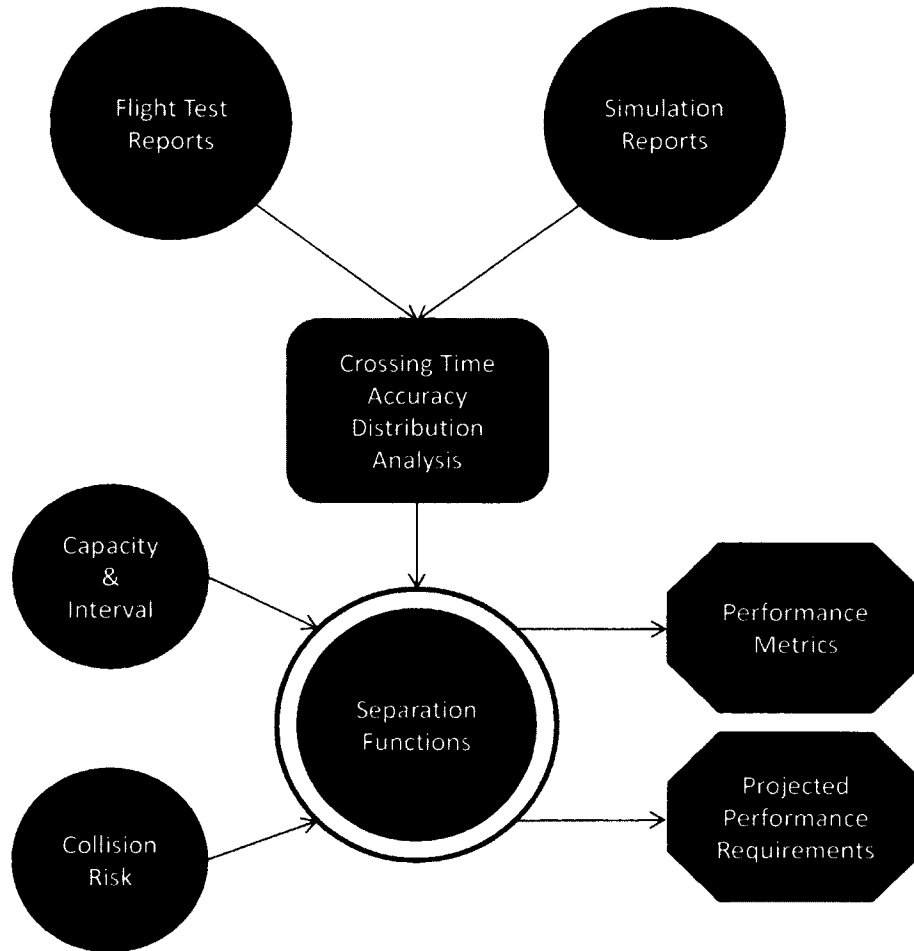 Flight Test
Reports
Simulation
Reports
Crossing Time
Accuracy
Distribution
Analysis
Capacity
&
Interval
Performance
Metrics
Separation
Functions
Projected
Performance
Requirements
Collision
Risk